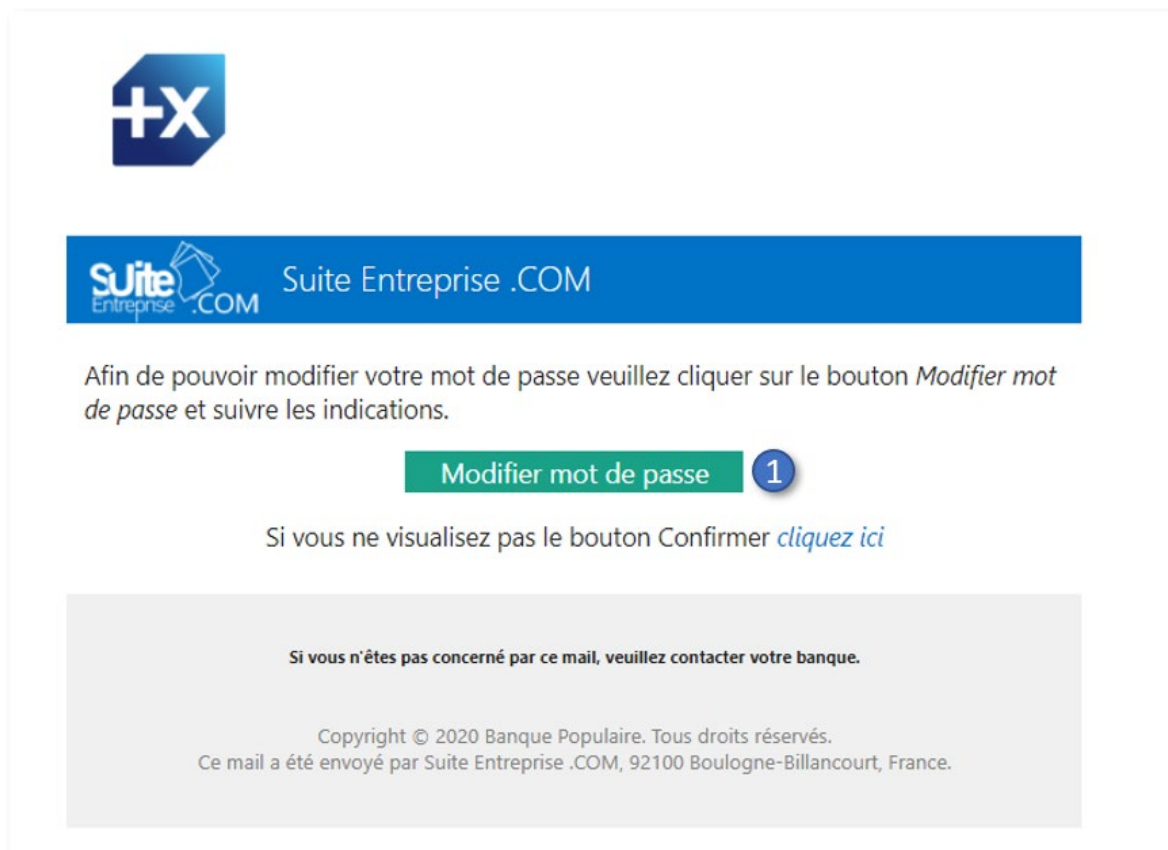 +X
Suite
Entreprise .COM
Suite Entreprise .COM
Afin de pouvoir modifier votre mot de passe veuillez cliquer sur le bouton Modifier mot
de passe et suivre les indications.
Modifier mot de passe 1
Si vous ne visualisez pas le bouton Confirmer cliquez ici
Si vous n'êtes pas concerné par ce mail, veuillez contacter votre banque.
Copyright © 2020 Banque Populaire. Tous droits réservés.
Ce mail a été envoyé par Suite Entreprise .COM, 92100 Boulogne-Billancourt, France.